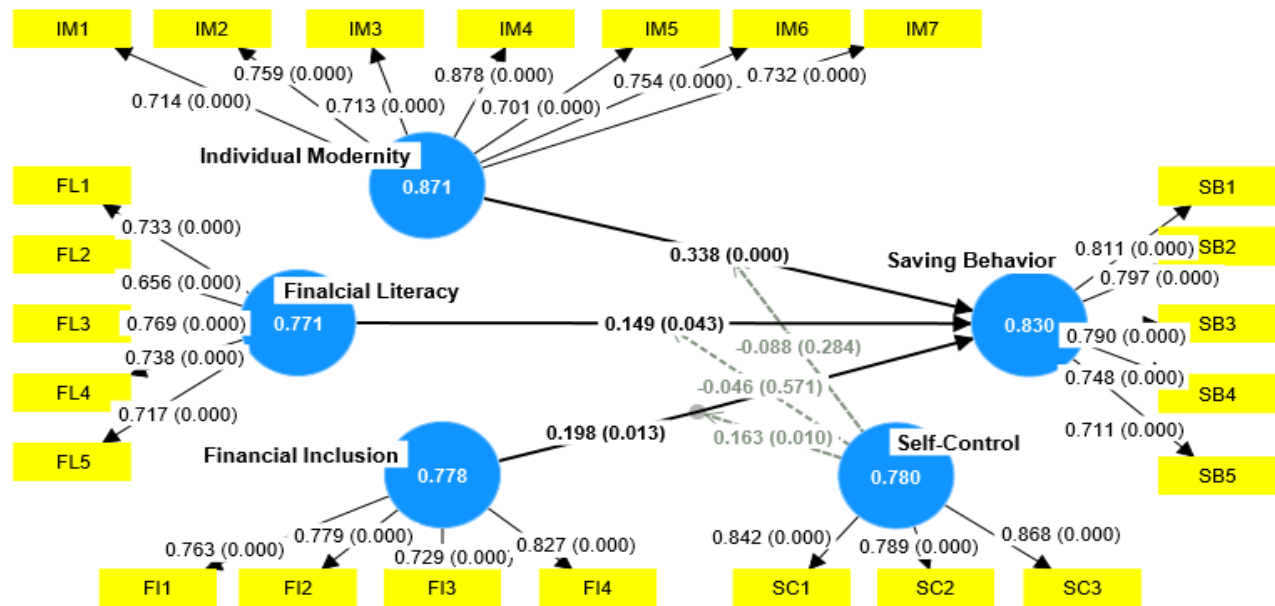 IM1 IM2 IM3 IM4 IM5 IM6 IM7
0.714 (0.000) 0.759 (0.000) 0.713 (0.000) 0.878 (0.000) 0.701 (0.000) 0.754 (0.000) 0.732 (0.000)
Individual Modernity
0.871
FL1
FL2
FL3
FL4
FL5
0.733 (0.000)
0.656 (0.000)
0.769 (0.000)
0.738 (0.000)
0.717 (0.000)
Finalcial Literacy
0.771
0.338 (0.000)
0.149 (0.043)
0.198 (0.013)
-0.088 (0.284)
-0.046 (0.571)
0.163 (0.010)
Saving Behavior
0.830
0.811 (0.000)
0.797 (0.000)
0.790 (0.000)
0.748 (0.000)
0.711 (0.000)
SB1
SB2
SB3
SB4
SB5
Financial Inclusion
0.778
0.763 (0.000) 0.779 (0.000) 0.729 (0.000) 0.827 (0.000)
FI1 FI2 FI3 FI4
Self-Control
0.780
0.842 (0.000) 0.789 (0.000) 0.868 (0.000)
SC1 SC2 SC3